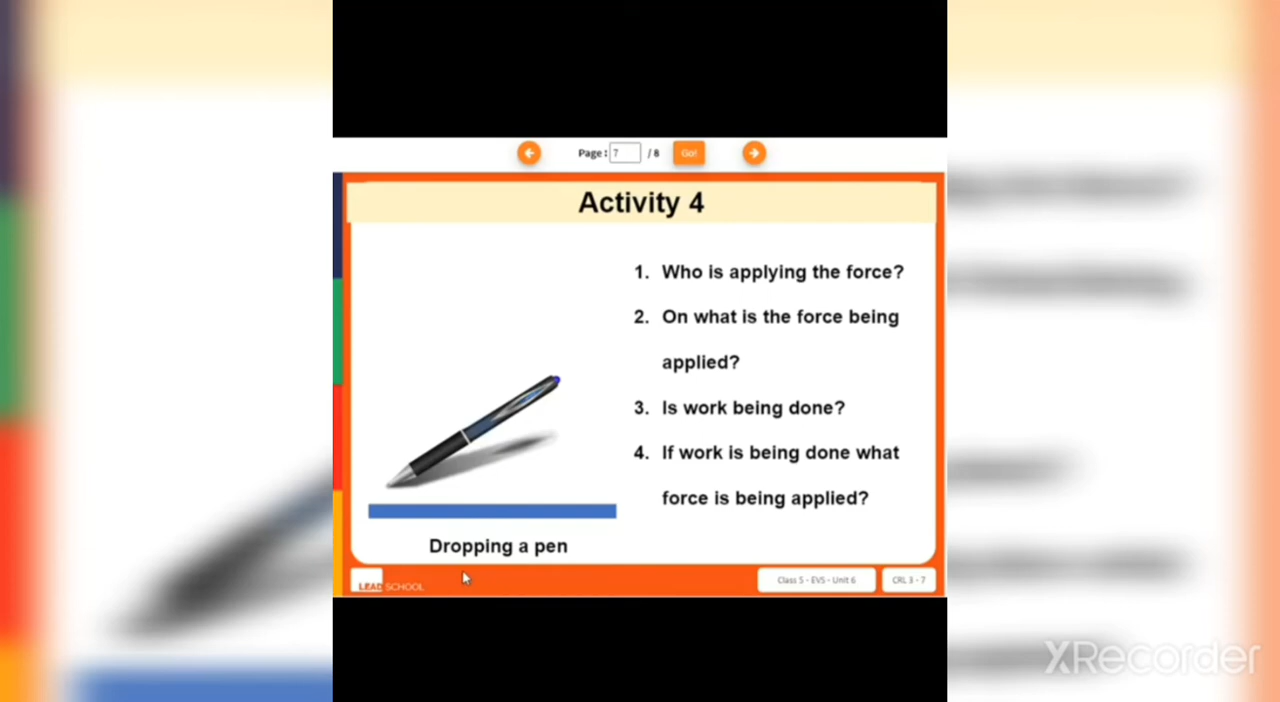 Page: 7 / 8 Go!
Activity 4
1. Who is applying the force?
2. On what is the force being
applied?
3. Is work being done?
4. If work is being done what
force is being applied?
Dropping a pen
LEAD SCHOOL
Class 5 - EVS - Unit 6
CRL 3 - 7
XRecorder